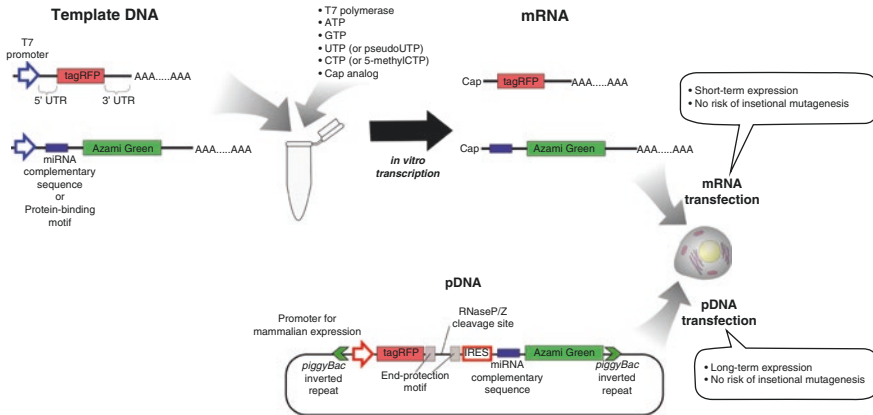 Template DNA
T7
promoter
tagRFP
AAA.....AAA
5' UTR
3' UTR
Azami Green
AAA.....AAA
miRNA
complementary
sequence
or
Protein-binding
motif
• T7 polymerase
• ATP
• GTP
• UTP (or pseudoUTP)
• CTP (or 5-methylCTP)
• Cap analog
in vitro
transcription
mRNA
Cap
tagRFP
AAA.....AAA
Cap
Azami Green
AAA.....AAA
• Short-term expression
• No risk of insetional mutagenesis
mRNA
transfection
pDNA
transfection
• Long-term expression
• No risk of insetional mutagenesis
pDNA
Promoter for
mammalian expression
RNaseP/Z
cleavage site
tagRFP
IRES
Azami Green
piggyBac
inverted
repeat
End-protection
motif
miRNA
complementary
sequence
piggyBac
inverted
repeat